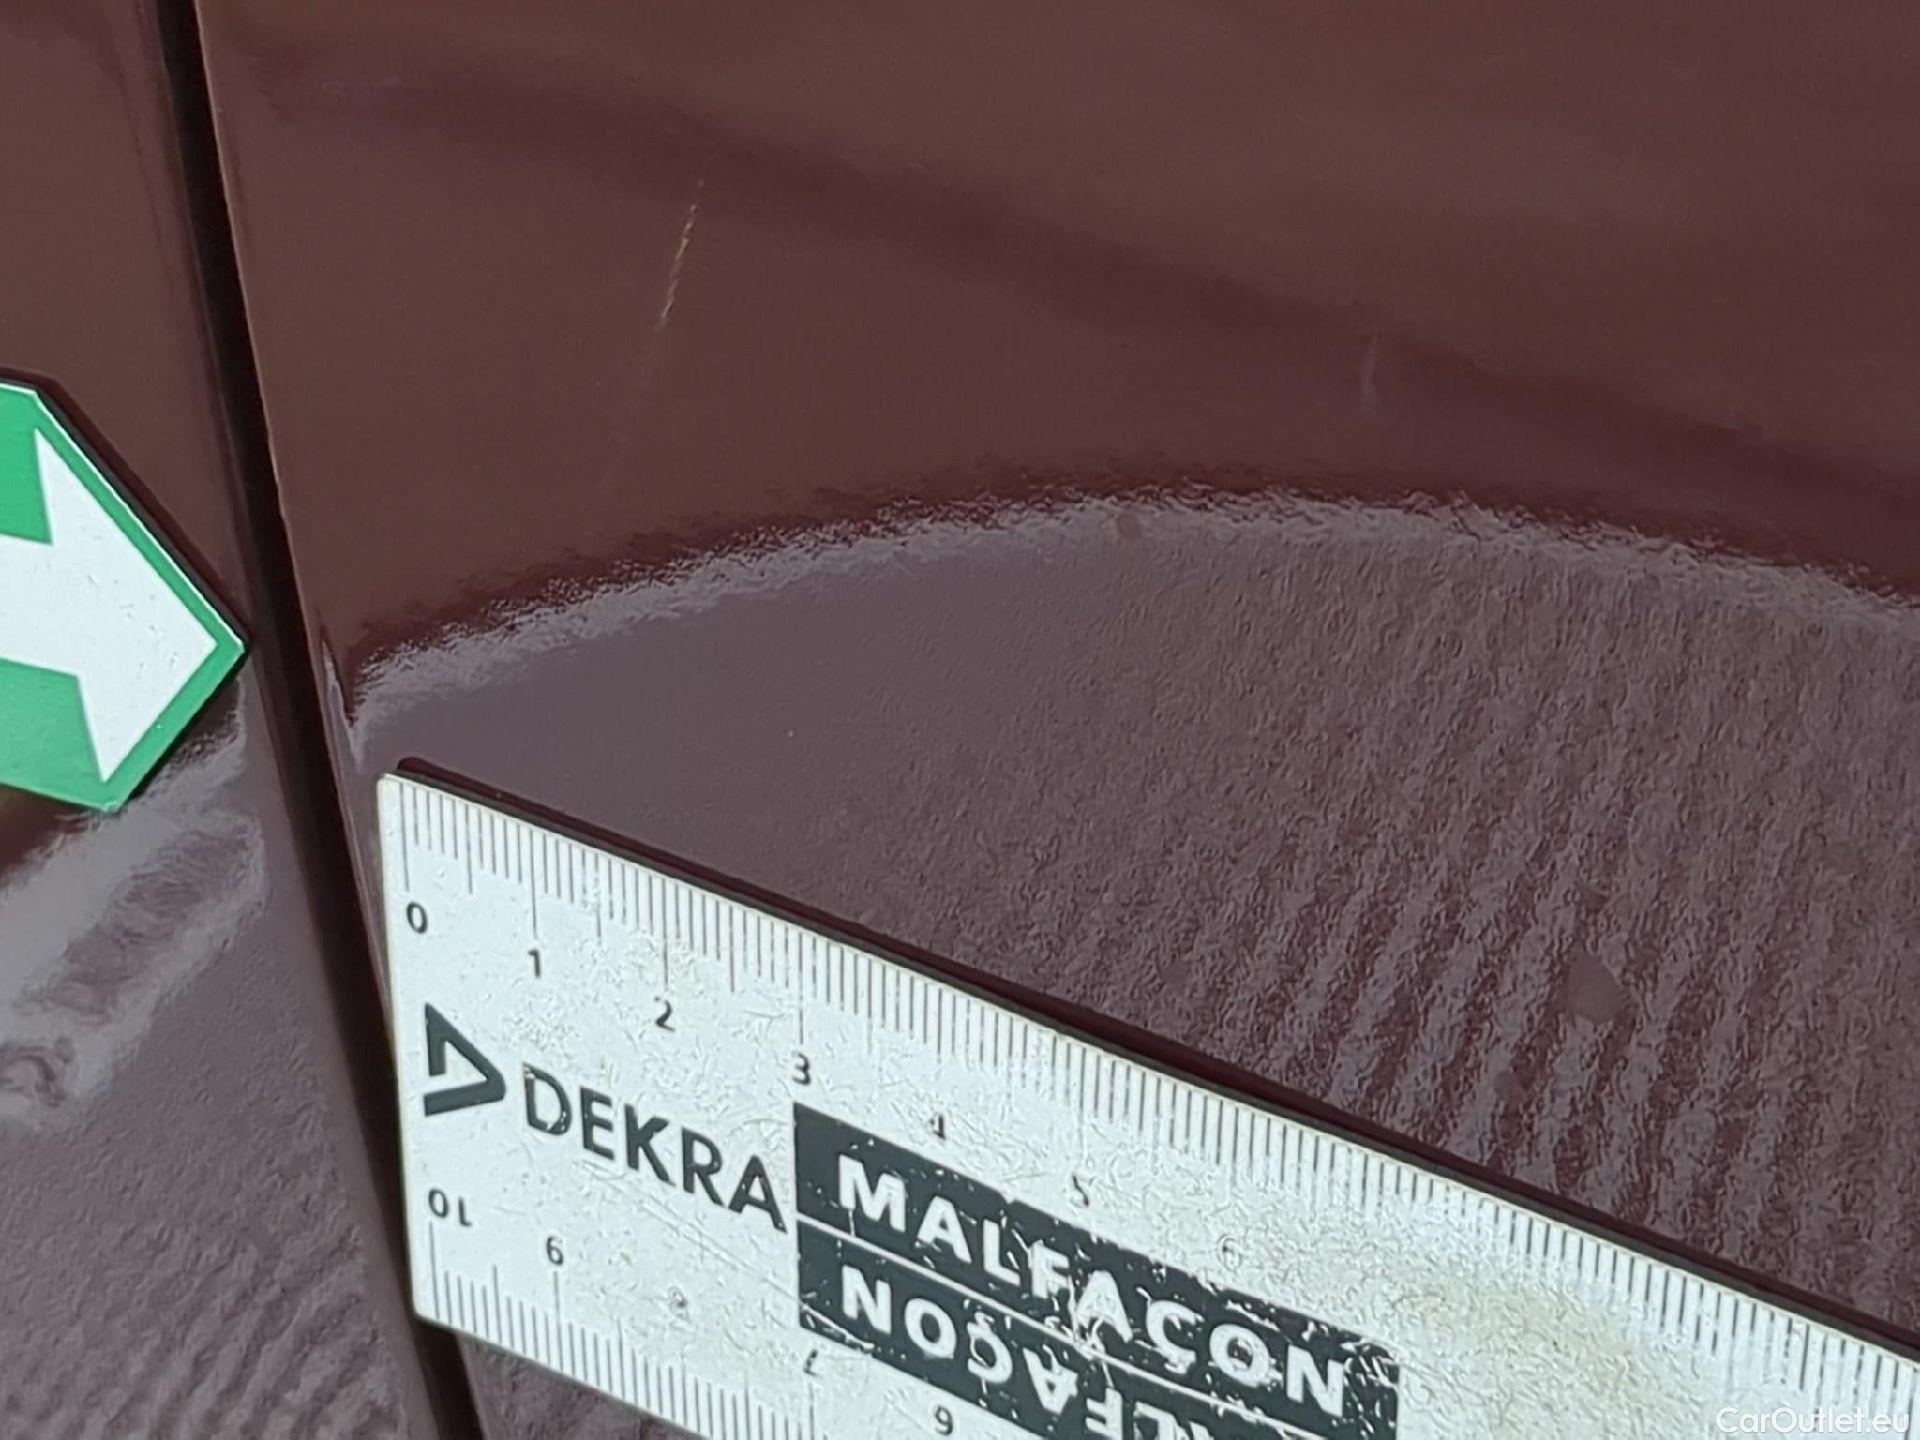 0 1 2 3 4 5 6
DEKRA
MALFAÇON
MALFAÇON
10 9 8 7 6
CarOutlet.eu